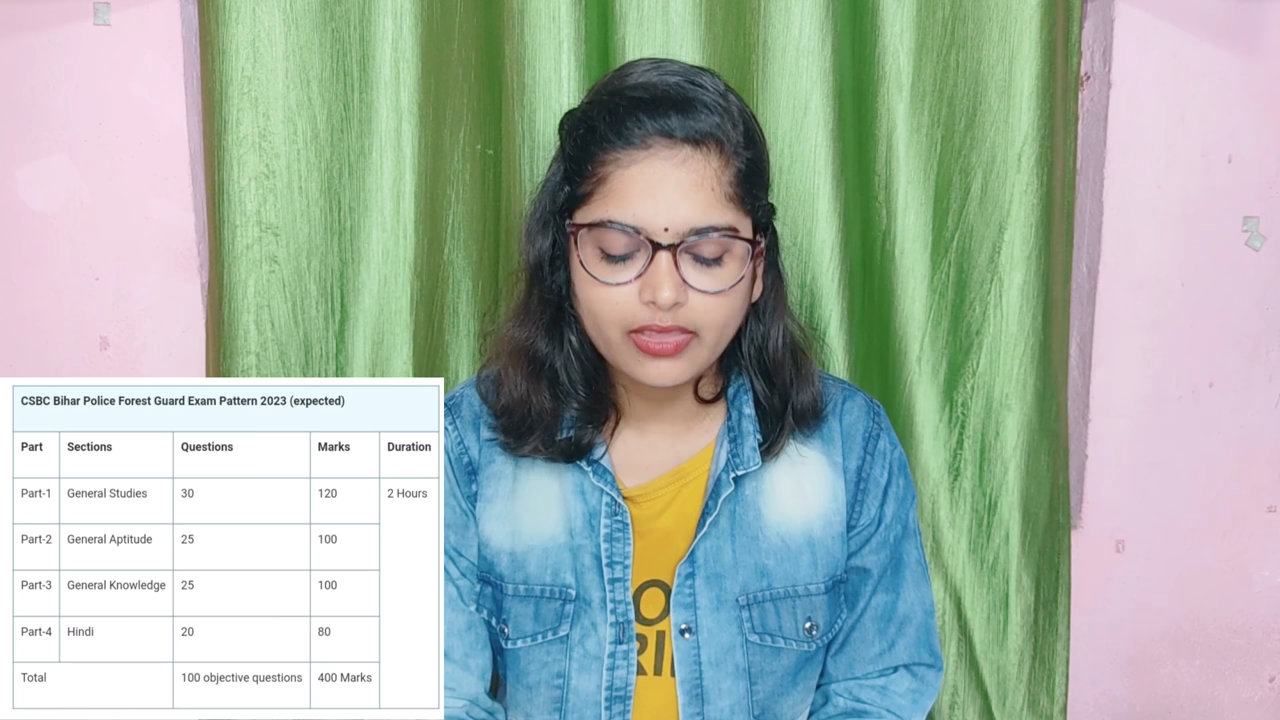 CSBC Bihar Police Forest Guard Exam Pattern 2023 (expected)
Part Sections Questions Marks Duration
Part-1 General Studies 30 120 2 Hours
Part-2 General Aptitude 25 100
Part-3 General Knowledge 25 100
Part-4 Hindi 20 80
Total 100 objective questions 400 Marks